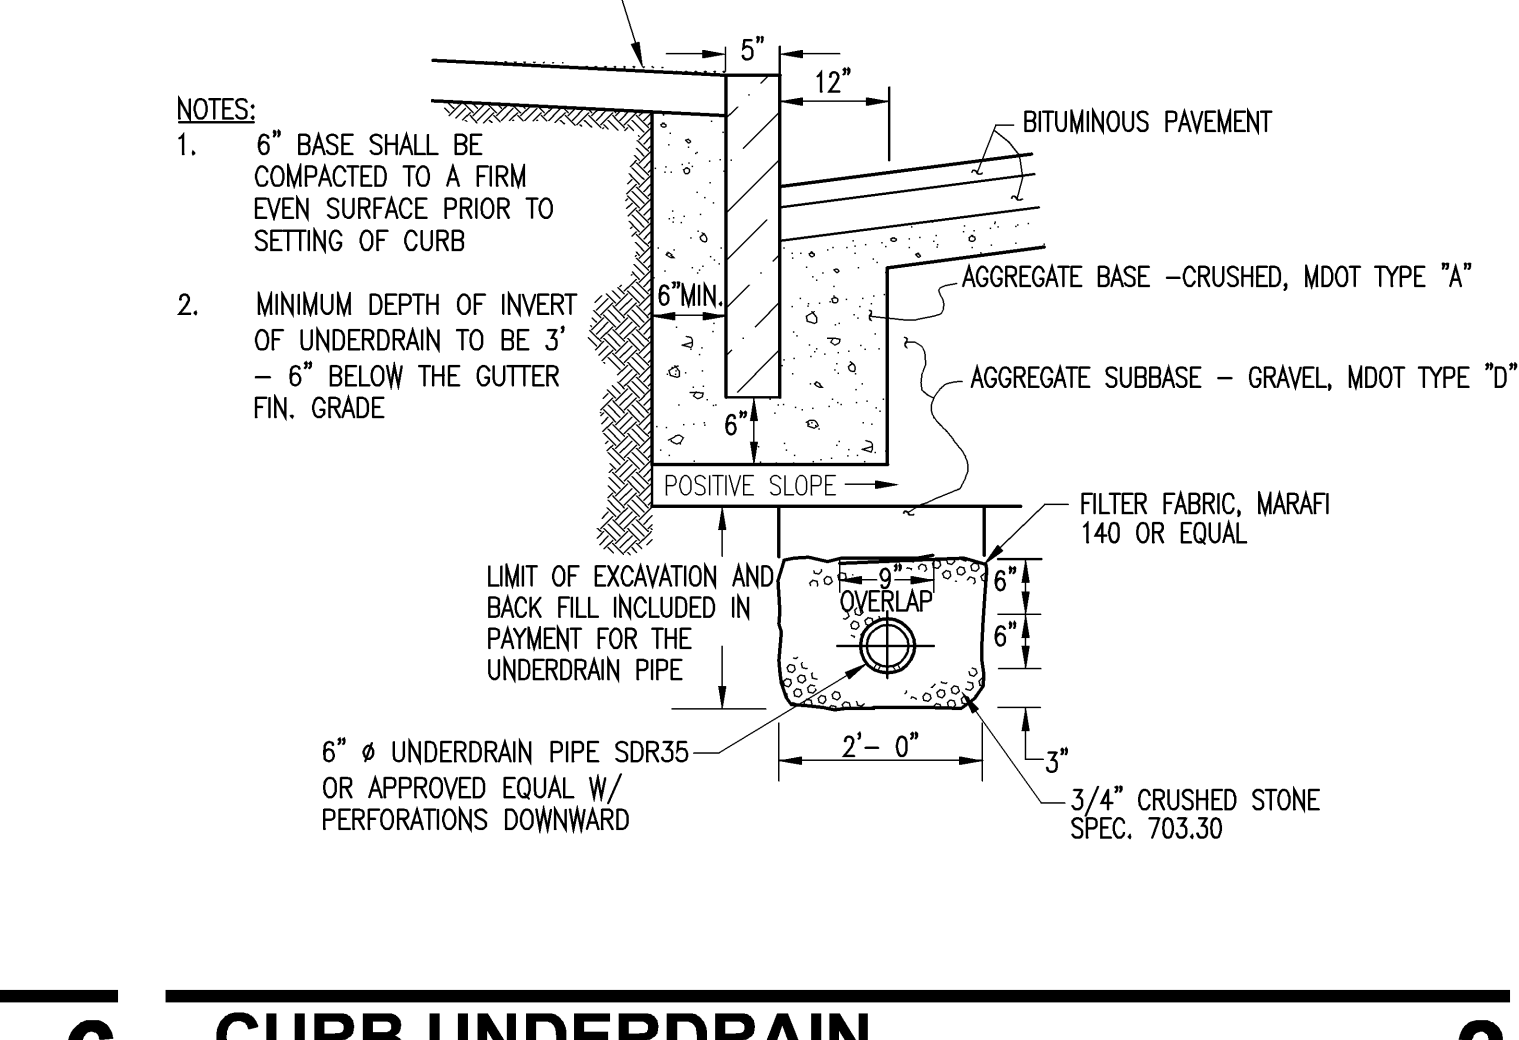 5"
12"
NOTES:
1. 6" BASE SHALL BE
COMPACTED TO A FIRM
EVEN SURFACE PRIOR TO
SETTING OF CURB
2. MINIMUM DEPTH OF INVERT
OF UNDERDRAIN TO BE 3'
- 6" BELOW THE GUTTER
FIN. GRADE
BITUMINOUS PAVEMENT
6"MIN.
AGGREGATE BASE -CRUSHED, MDOT TYPE "A"
AGGREGATE SUBBASE - GRAVEL, MDOT TYPE "D"
6"
POSITIVE SLOPE
FILTER FABRIC, MARAFI
140 OR EQUAL
LIMIT OF EXCAVATION AND
BACK FILL INCLUDED IN
PAYMENT FOR THE
UNDERDRAIN PIPE
9"
OVERLAP
6"
6"
3"
2'- 0"
6" ø UNDERDRAIN PIPE SDR35
OR APPROVED EQUAL W/
PERFORATIONS DOWNWARD
3/4" CRUSHED STONE
SPEC. 703.30
CURB UNDERDRAIN